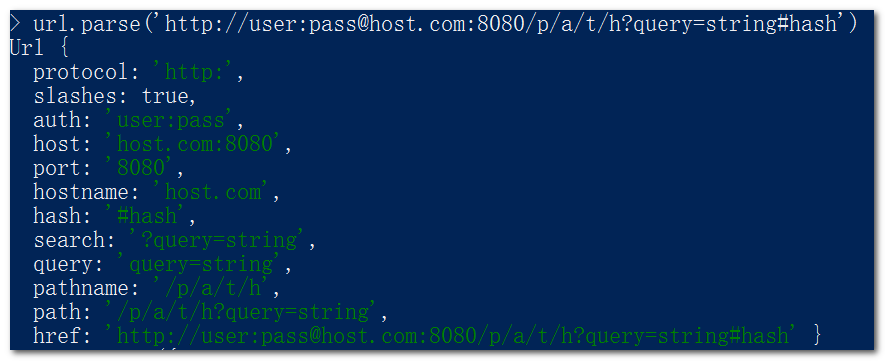 > url.parse('http://user:pass@host.com:8080/p/a/t/h?query=string#hash')
Url {
  protocol: 'http:',
  slashes: true,
  auth: 'user:pass',
  host: 'host.com:8080',
  port: '8080',
  hostname: 'host.com',
  hash: '#hash',
  search: '?query=string',
  query: 'query=string',
  pathname: '/p/a/t/h',
  path: '/p/a/t/h?query=string',
  href: 'http://user:pass@host.com:8080/p/a/t/h?query=string#hash' }